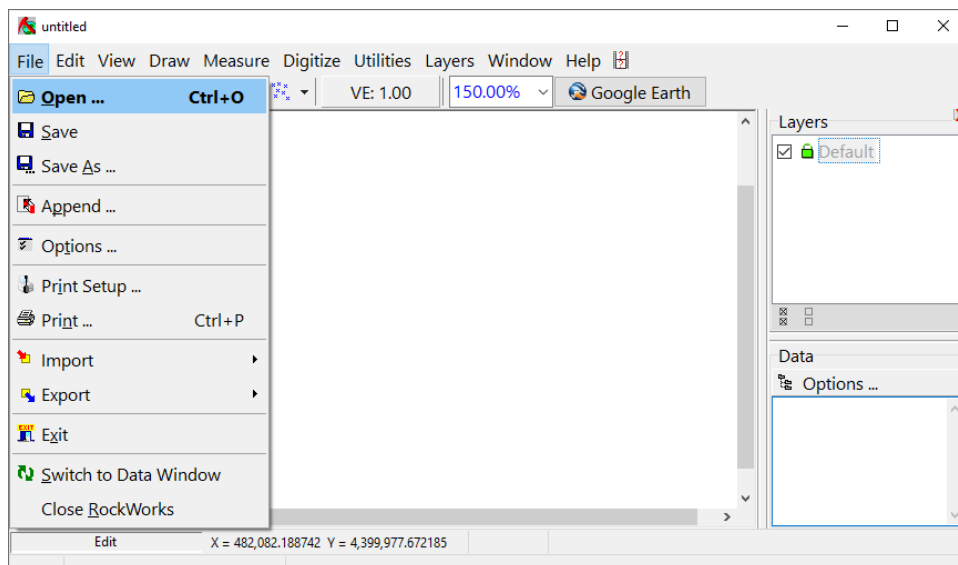 untitled
File Edit View Draw Measure Digitize Utilities Layers Window Help
VE: 1.00 150.00% Google Earth
Open ... Ctrl+O
Save
Save As ...
Append ...
Options ...
Print Setup ...
Print ... Ctrl+P
Import
Export
EXIT Exit
Switch to Data Window
Close RockWorks
Layers
Default
Data
Options ...
Edit X = 482,082.188742 Y = 4,399,977.672185